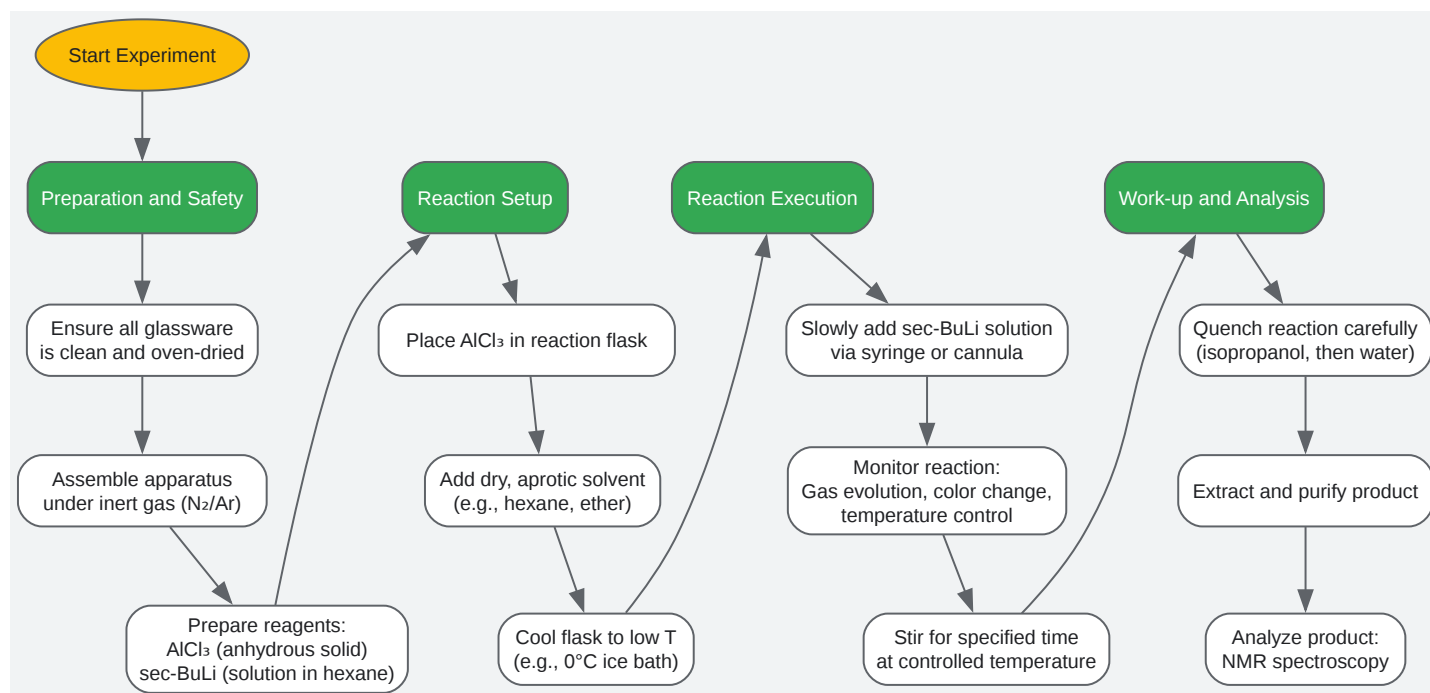 Start Experiment
Preparation and Safety
Ensure all glassware
is clean and oven-dried
Assemble apparatus
under inert gas (N₂/Ar)
Prepare reagents:
AlCl₃ (anhydrous solid)
sec-BuLi (solution in hexane)
Reaction Setup
Place AlCl₃ in reaction flask
Add dry, aprotic solvent
(e.g., hexane, ether)
Cool flask to low T
(e.g., 0°C ice bath)
Reaction Execution
Slowly add sec-BuLi solution
via syringe or cannula
Monitor reaction:
Gas evolution, color change,
temperature control
Stir for specified time
at controlled temperature
Work-up and Analysis
Quench reaction carefully
(isopropanol, then water)
Extract and purify product
Analyze product:
NMR spectroscopy